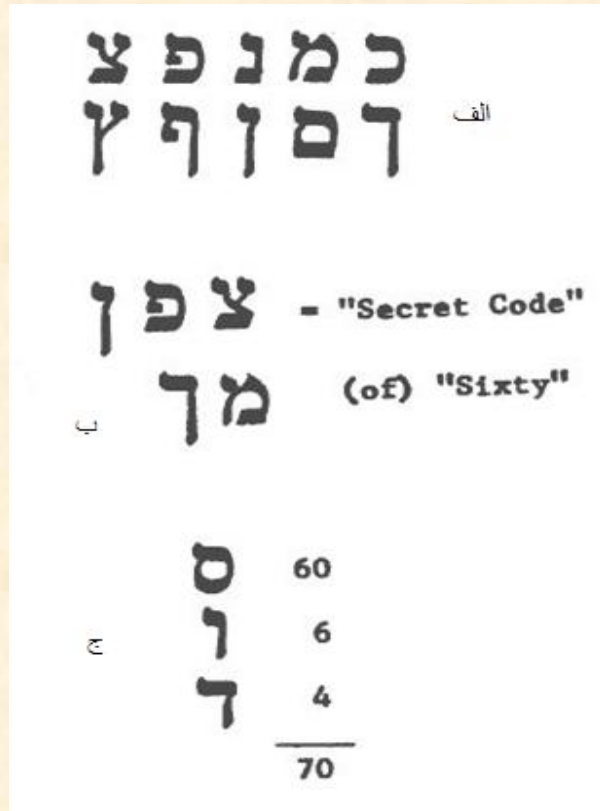 כ מ נ פ צ
ך ם ן ף ץ
الف
צ פ ן = "Secret Code"
מ ך (of) "Sixty"
ب
ס 60
ו 6
ج
ד 4
70